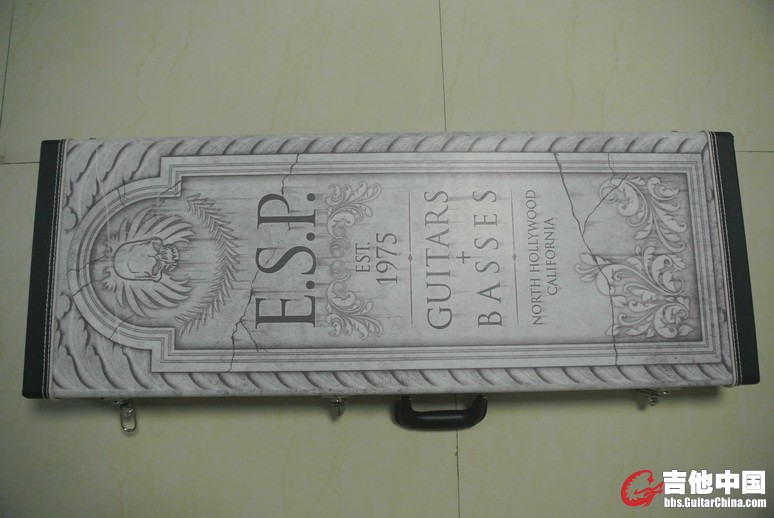 E.S.P.
EST.
1975
GUITARS
+
BASSES
NORTH HOLLYWOOD
CALIFORNIA
吉他中国
bbs.GuitarChina.com